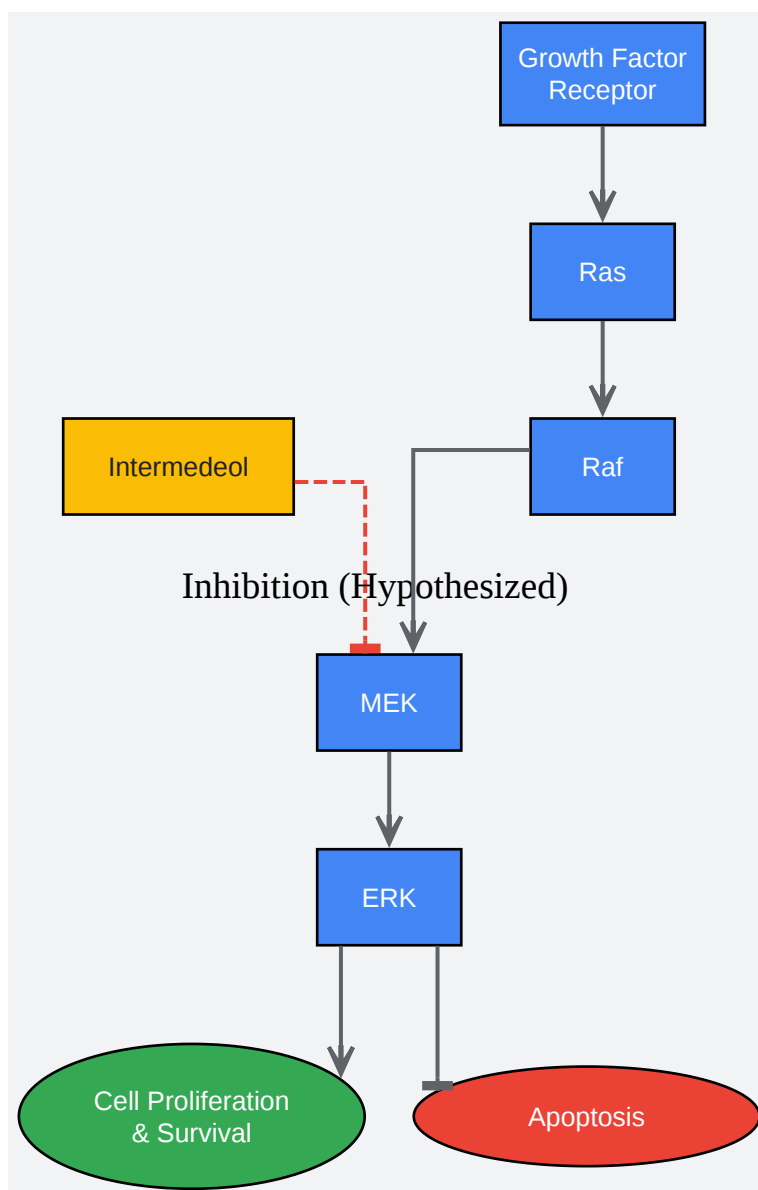 Growth Factor
Receptor
Ras
Intermedeol
Raf
Inhibition (Hypothesized)
MEK
ERK
Cell Proliferation
& Survival
Apoptosis